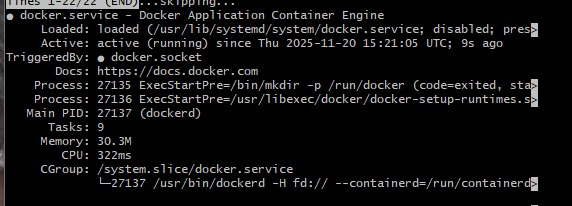 lines 1-22/22 (END)...skipping...
● docker.service - Docker Application Container Engine
Loaded: loaded (/usr/lib/systemd/system/docker.service; disabled; pres>
Active: active (running) since Thu 2025-11-20 15:21:05 UTC; 9s ago
TriggeredBy: ● docker.socket
Docs: https://docs.docker.com
Process: 27135 ExecStartPre=/bin/mkdir -p /run/docker (code=exited, sta>
Process: 27136 ExecStartPre=/usr/libexec/docker/docker-setup-runtimes.s>
Main PID: 27137 (dockerd)
Tasks: 9
Memory: 30.3M
CPU: 322ms
CGroup: /system.slice/docker.service
└─27137 /usr/bin/dockerd -H fd:// --containerd=/run/containerd>
>